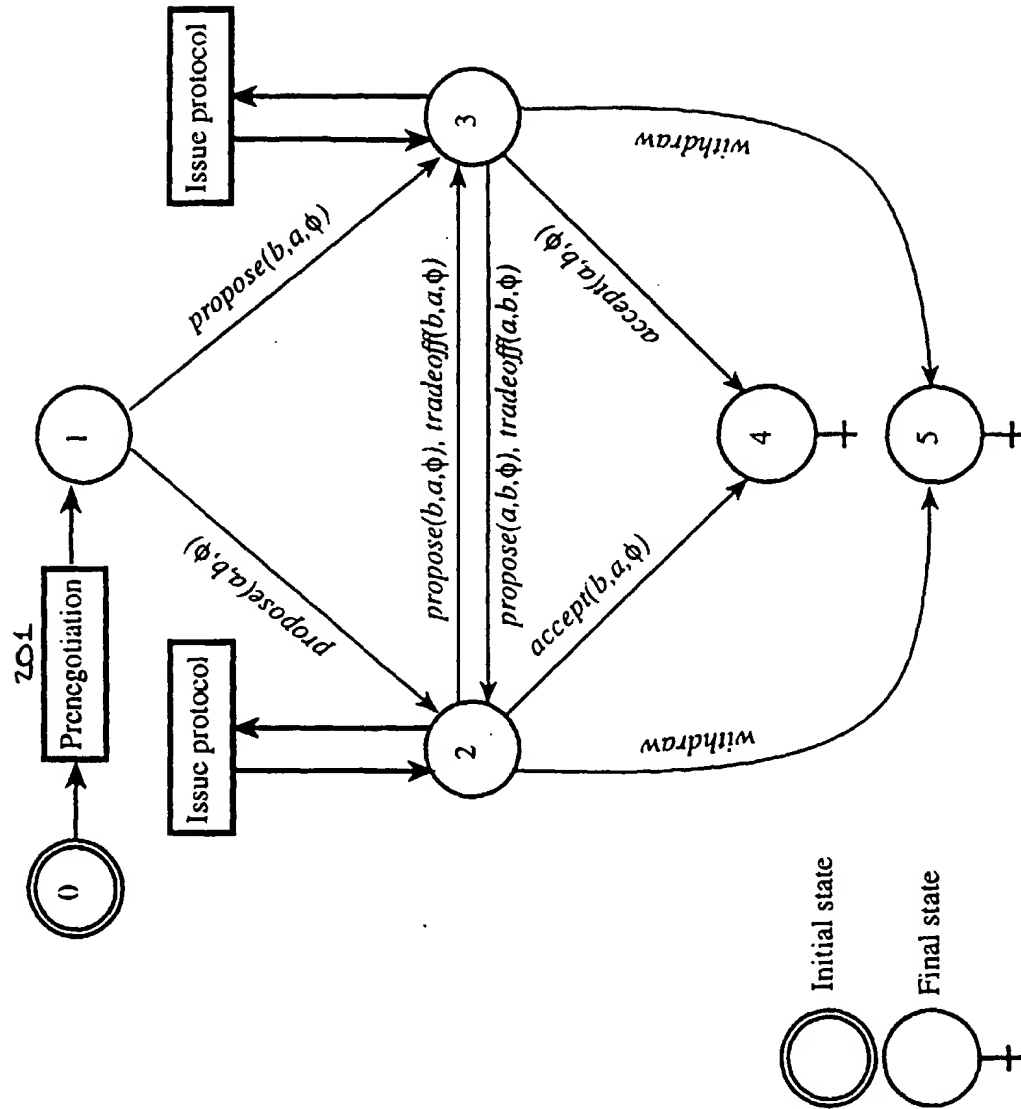 201
0
Prenegotiation
1
Issue protocol
Issue protocol
propose(a,b,ϕ)
propose(b,a,ϕ)
2
propose(b,a,ϕ), tradeoff(b,a,ϕ)
propose(a,b,ϕ), tradeoff(a,b,ϕ)
3
accept(b,a,ϕ)
accept(a,b,ϕ)
withdraw
withdraw
4
5
Initial state
Final state